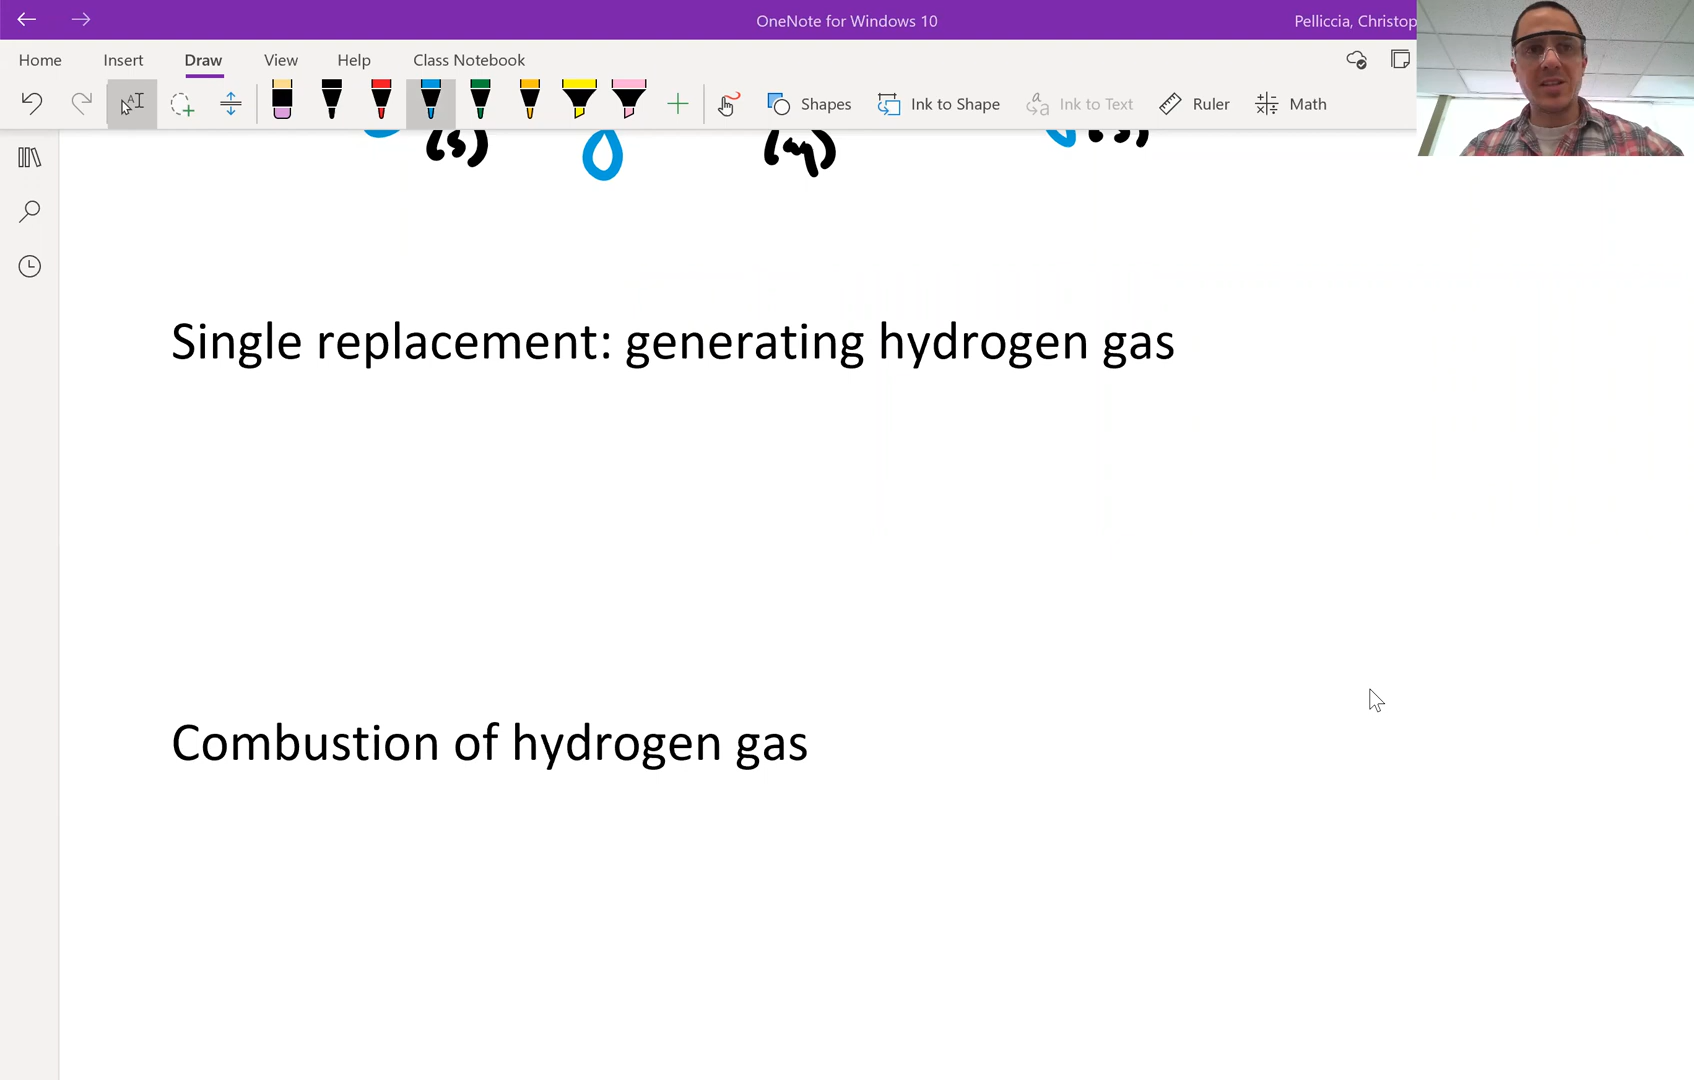 OneNote for Windows 10
Pelliccia, Christop
Home Insert Draw View Help Class Notebook
Shapes Ink to Shape Ink to Text Ruler Math
(s) (aq)
Single replacement: generating hydrogen gas
Combustion of hydrogen gas